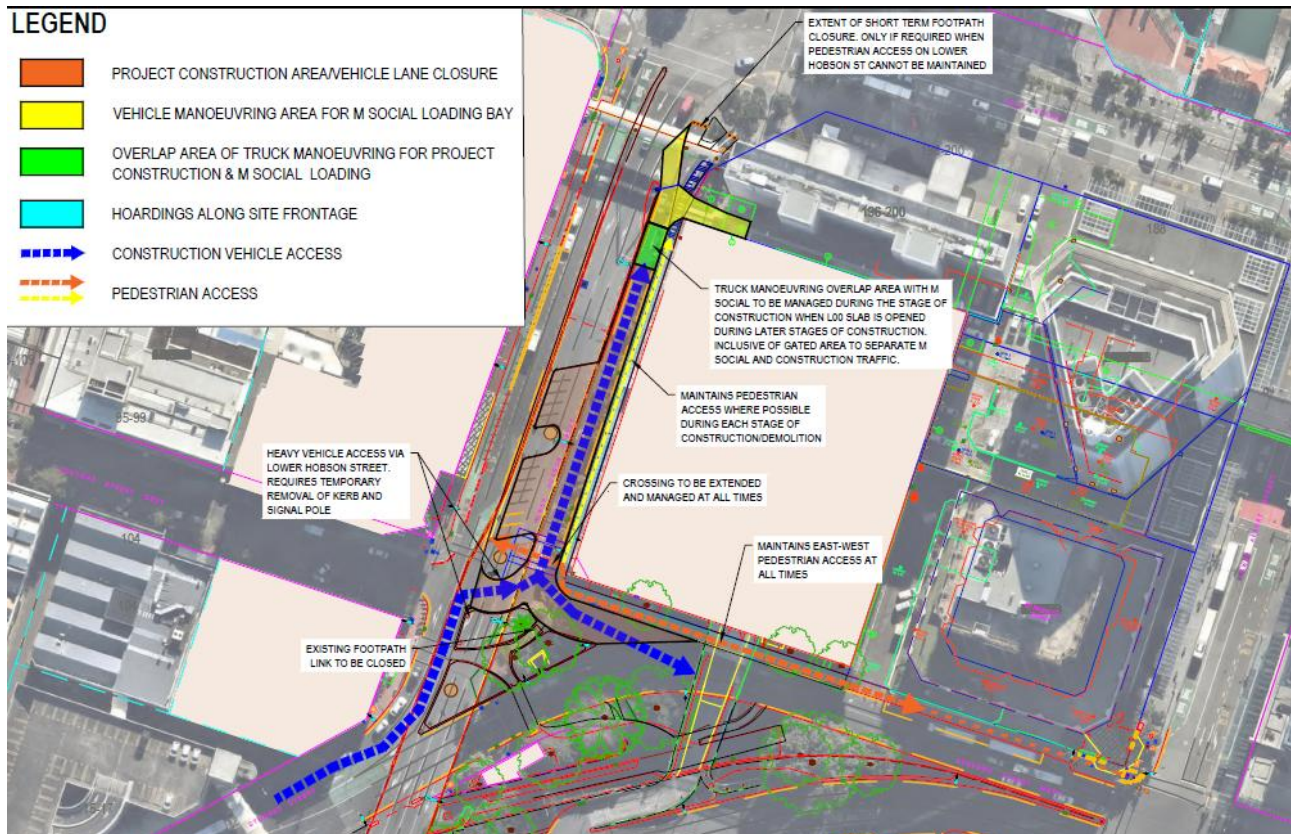 LEGEND
PROJECT CONSTRUCTION AREA/VEHICLE LANE CLOSURE
VEHICLE MANOEUVRING AREA FOR M SOCIAL LOADING BAY
OVERLAP AREA OF TRUCK MANOEUVRING FOR PROJECT
CONSTRUCTION & M SOCIAL LOADING
HOARDINGS ALONG SITE FRONTAGE
CONSTRUCTION VEHICLE ACCESS
PEDESTRIAN ACCESS
EXTENT OF SHORT TERM FOOTPATH
CLOSURE. ONLY IF REQUIRED WHEN
PEDESTRIAN ACCESS ON LOWER
HOBSON ST CANNOT BE MAINTAINED
200
196-200
188
TRUCK MANOEUVRING OVERLAP AREA WITH M
SOCIAL TO BE MANAGED DURING THE STAGE OF
CONSTRUCTION WHEN L00 SLAB IS OPENED
DURING LATER STAGES OF CONSTRUCTION.
INCLUSIVE OF GATED AREA TO SEPARATE M
SOCIAL AND CONSTRUCTION TRAFFIC.
MAINTAINS PEDESTRIAN
ACCESS WHERE POSSIBLE
DURING EACH STAGE OF
CONSTRUCTION/DEMOLITION
95-99
HEAVY VEHICLE ACCESS VIA
LOWER HOBSON STREET.
REQUIRES TEMPORARY
REMOVAL OF KERB AND
SIGNAL POLE
CROSSING TO BE EXTENDED
AND MANAGED AT ALL TIMES
104
MAINTAINS EAST-WEST
PEDESTRIAN ACCESS AT
ALL TIMES
EXISTING FOOTPATH
LINK TO BE CLOSED